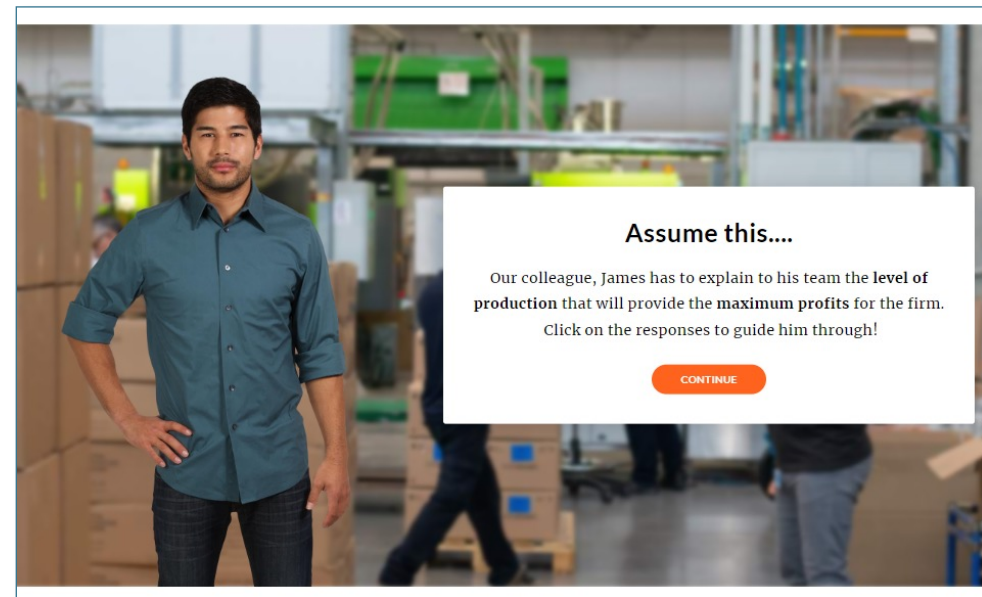 Assume this....
Our colleague, James has to explain to his team the level of
production that will provide the maximum profits for the firm.
Click on the responses to guide him through!
CONTINUE